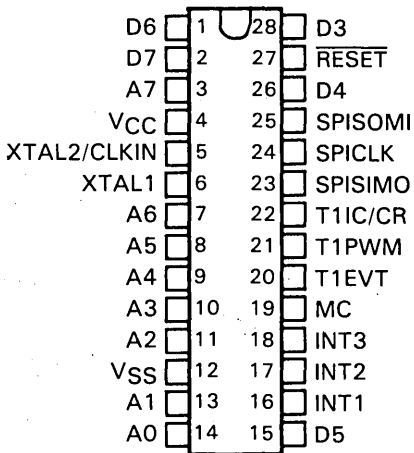 D6 1 28 D3
D7 2 27 RESET
A7 3 26 D4
VCC 4 25 SPISOMI
XTAL2/CLKIN 5 24 SPICLK
XTAL1 6 23 SPISIMO
A6 7 22 T1IC/CR
A5 8 21 T1PWM
A4 9 20 T1EVT
A3 10 19 MC
A2 11 18 INT3
VSS 12 17 INT2
A1 13 16 INT1
A0 14 15 D5